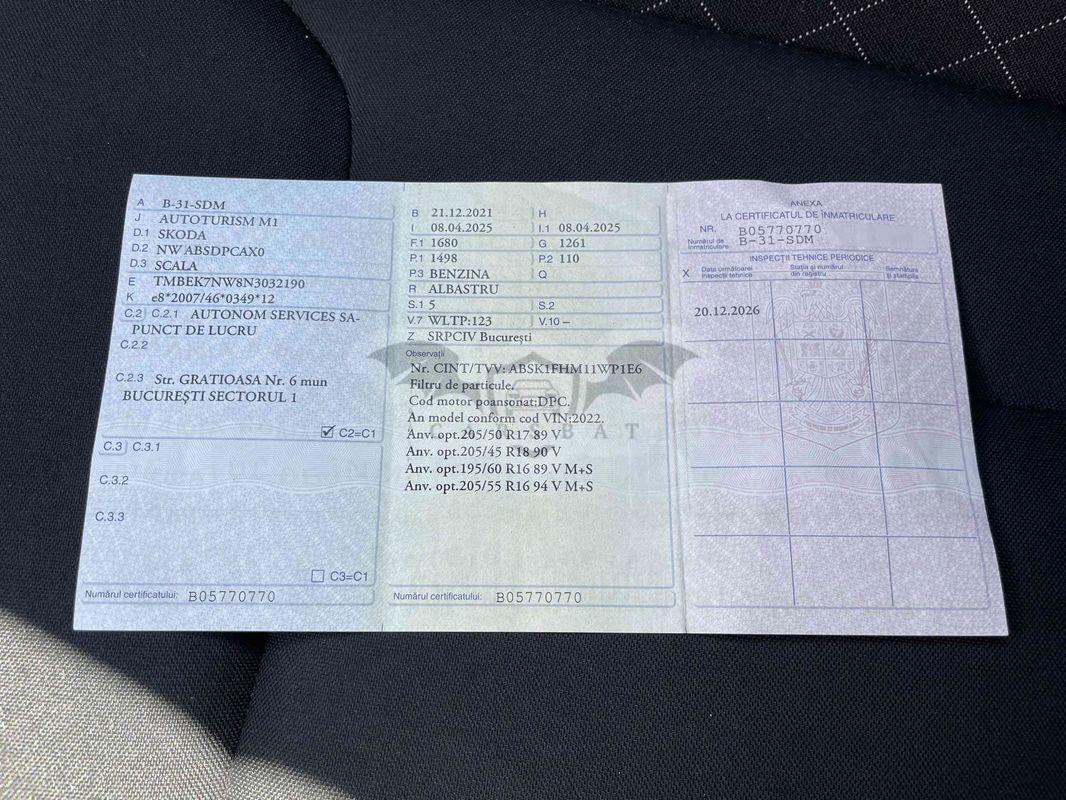 A B-31-SDM
J AUTOTURISM M1
D.1 SKODA
D.2 NW ABSDPCAX0
D.3 SCALA
E TMBEK7NW8N3032190
K e8*2007/46*0349*12
C.2 C.2.1 AUTONOM SERVICES SA-
PUNCT DE LUCRU
C.2.2
C.2.3 Str. GRATIOASA Nr. 6 mun
BUCUREȘTI SECTORUL 1
C2=C1
C.3 C.3.1
C.3.2
C.3.3
C3=C1
Numărul certificatului: B05770770
B 21.12.2021 H
I 08.04.2025 I.1 08.04.2025
F.1 1680 G 1261
P.1 1498 P.2 110
P.3 BENZINA Q
R ALBASTRU
S.1 5 S.2
V.7 WLTP:123 V.10 –
Z SRPCIV București
Observații
Nr. CINT/TVV: ABSK1FHM11WP1E6
Filtru de particule.
Cod motor poansonat:DPC.
An model conform cod VIN:2022.
Anv. opt.205/50 R17 89 V
CARSBAT
Anv. opt.205/45 R18 90 V
Anv. opt.195/60 R16 89 V M+S
Anv. opt.205/55 R16 94 V M+S
Numărul certificatului: B05770770
ANEXA
LA CERTIFICATUL DE ÎNMATRICULARE
NR. B05770770
Numărul de
înmatriculare B-31-SDM
INSPECȚII TEHNICE PERIODICE
X Data următoarei
inspecții tehnice
Stația și numărul
din registru
Semnătura
și ștampila
20.12.2026